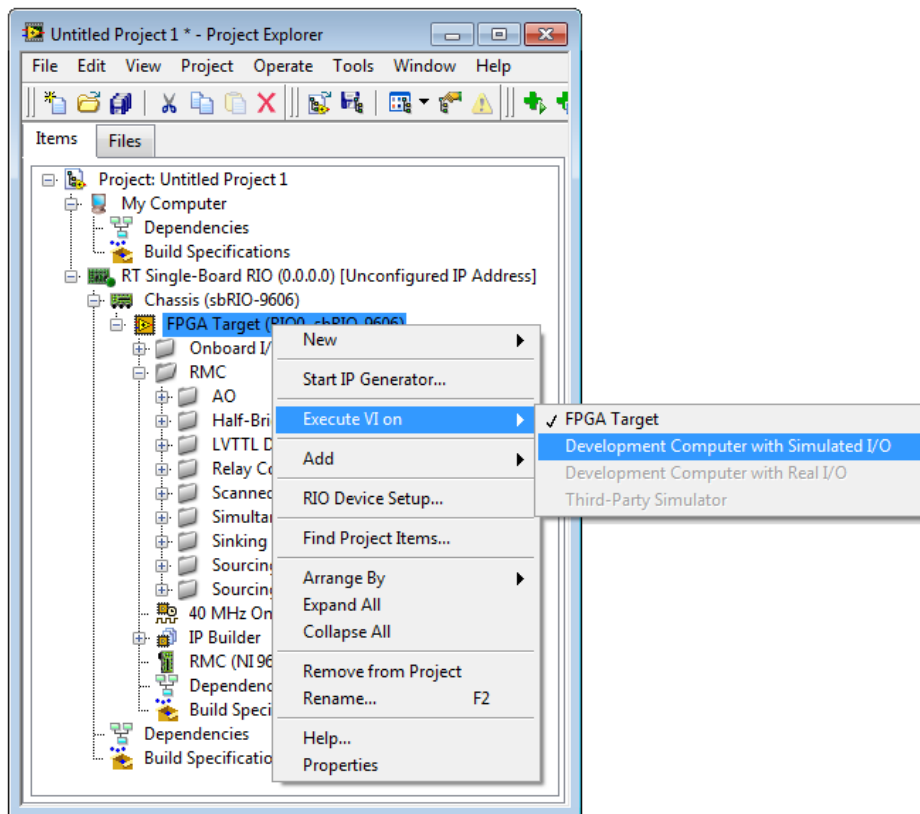 Untitled Project 1 * - Project Explorer
File Edit View Project Operate Tools Window Help
Items Files
Project: Untitled Project 1
My Computer
Dependencies
Build Specifications
RT Single-Board RIO (0.0.0.0) [Unconfigured IP Address]
Chassis (sbRIO-9606)
FPGA Target (RIO0, sbRIO-9606)
Onboard I/
RMC
AO
Half-Bri
LVTTL D
Relay Co
Scanned
Simultan
Sinking
Sourcing
Sourcing
40 MHz On
IP Builder
RMC (NI 96
Dependenc
Build Speci
Dependencies
Build Specificatio
New
Start IP Generator...
Execute VI on
Add
RIO Device Setup...
Find Project Items...
Arrange By
Expand All
Collapse All
Remove from Project
Rename... F2
Help...
Properties
FPGA Target
Development Computer with Simulated I/O
Development Computer with Real I/O
Third-Party Simulator